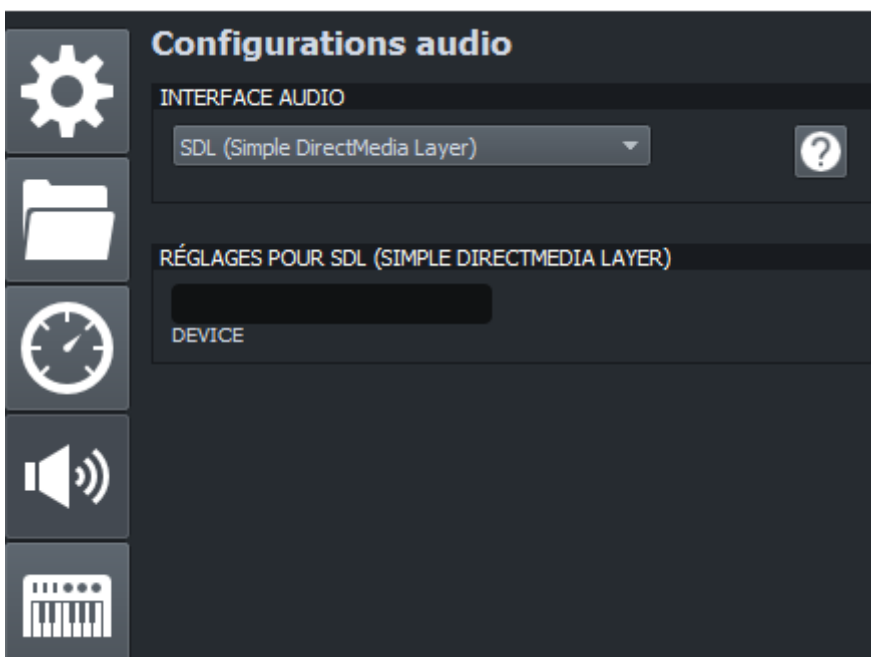 Configurations audio
INTERFACE AUDIO
SDL (Simple DirectMedia Layer)
RÉGLAGES POUR SDL (SIMPLE DIRECTMEDIA LAYER)
DEVICE